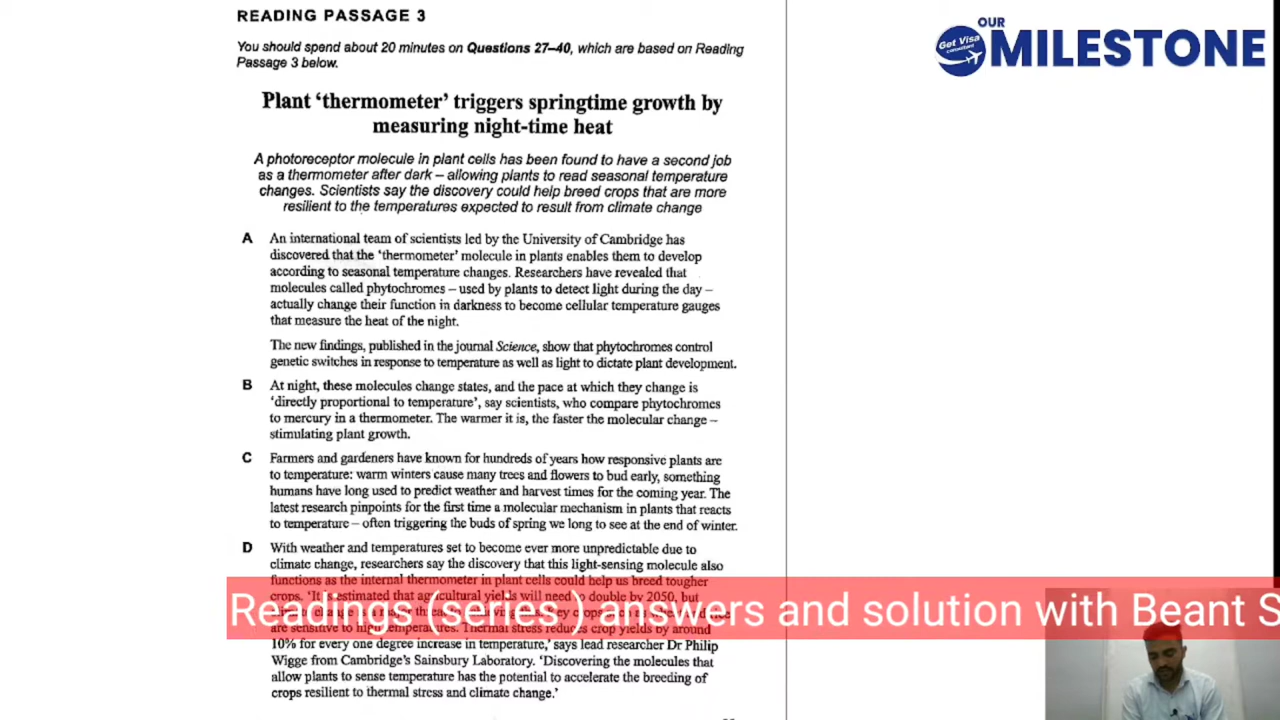 READING PASSAGE 3
You should spend about 20 minutes on Questions 27–40, which are based on Reading
Passage 3 below.
Plant ‘thermometer’ triggers springtime growth by
measuring night-time heat
A photoreceptor molecule in plant cells has been found to have a second job
as a thermometer after dark – allowing plants to read seasonal temperature
changes. Scientists say the discovery could help breed crops that are more
resilient to the temperatures expected to result from climate change
A An international team of scientists led by the University of Cambridge has
discovered that the ‘thermometer’ molecule in plants enables them to develop
according to seasonal temperature changes. Researchers have revealed that
molecules called phytochromes – used by plants to detect light during the day –
actually change their function in darkness to become cellular temperature gauges
that measure the heat of the night.
The new findings, published in the journal Science, show that phytochromes control
genetic switches in response to temperature as well as light to dictate plant development.
B At night, these molecules change states, and the pace at which they change is
‘directly proportional to temperature’, say scientists, who compare phytochromes
to mercury in a thermometer. The warmer it is, the faster the molecular change –
stimulating plant growth.
C Farmers and gardeners have known for hundreds of years how responsive plants are
to temperature: warm winters cause many trees and flowers to bud early, something
humans have long used to predict weather and harvest times for the coming year. The
latest research pinpoints for the first time a molecular mechanism in plants that reacts
to temperature – often triggering the buds of spring we long to see at the end of winter.
D With weather and temperatures set to become ever more unpredictable due to
climate change, researchers say the discovery that this light-sensing molecule also
functions as the internal thermometer in plant cells could help us breed tougher
crops. ‘It is estimated that agricultural yields will need to double by 2050, but
are sensitive to high temperatures. Thermal stress reduces crop yields by around
10% for every one degree increase in temperature,’ says lead researcher Dr Philip
Wigge from Cambridge’s Sainsbury Laboratory. ‘Discovering the molecules that
allow plants to sense temperature has the potential to accelerate the breeding of
crops resilient to thermal stress and climate change.’
OUR
MILESTONE
Get Visa
consultant
Readings (series ) answers and solution with Beant S